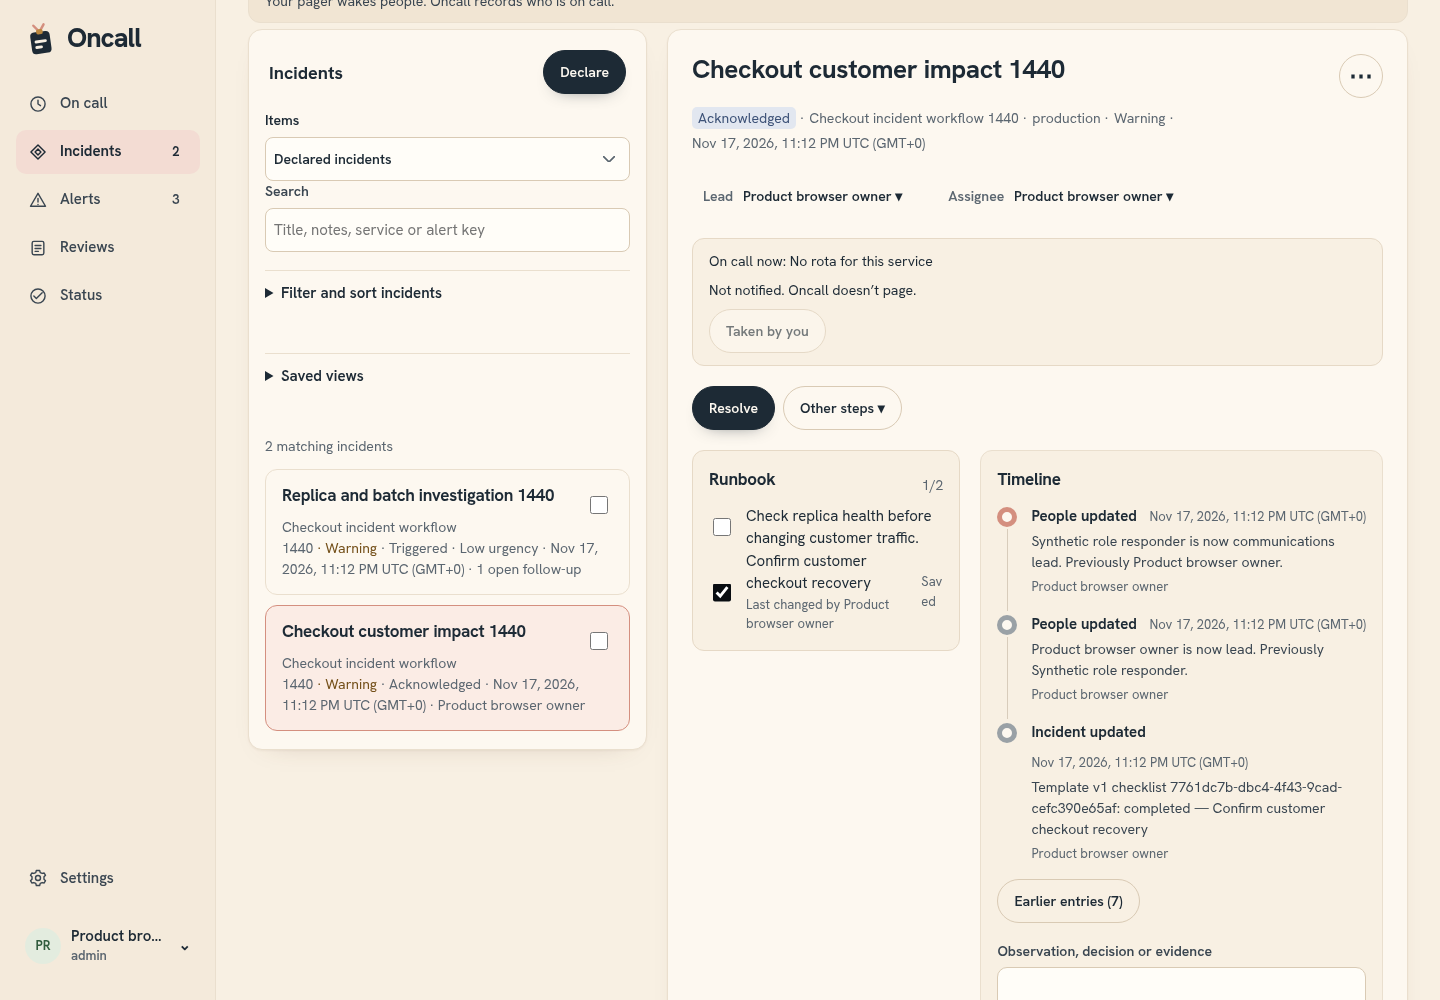 Your pager wakes people. Oncall records who is on call.
Oncall
On call
Incidents 2
Alerts 3
Reviews
Status
Settings
PR
Product bro...
admin
Incidents
Declare
Items
Declared incidents
Search
Title, notes, service or alert key
Filter and sort incidents
Saved views
2 matching incidents
Replica and batch investigation 1440
Checkout incident workflow
1440 · Warning · Triggered · Low urgency · Nov 17,
2026, 11:12 PM UTC (GMT+0) · 1 open follow-up
Checkout customer impact 1440
Checkout incident workflow
1440 · Warning · Acknowledged · Nov 17, 2026,
11:12 PM UTC (GMT+0) · Product browser owner
Checkout customer impact 1440
Acknowledged · Checkout incident workflow 1440 · production · Warning ·
Nov 17, 2026, 11:12 PM UTC (GMT+0)
Lead Product browser owner ▾ Assignee Product browser owner ▾
On call now: No rota for this service
Not notified. Oncall doesn’t page.
Taken by you
Resolve
Other steps ▾
Runbook
1/2
Check replica health before
changing customer traffic.
Confirm customer
checkout recovery
Last changed by Product
browser owner
Sav
ed
Timeline
People updated Nov 17, 2026, 11:12 PM UTC (GMT+0)
Synthetic role responder is now communications
lead. Previously Product browser owner.
Product browser owner
People updated Nov 17, 2026, 11:12 PM UTC (GMT+0)
Product browser owner is now lead. Previously
Synthetic role responder.
Product browser owner
Incident updated
Nov 17, 2026, 11:12 PM UTC (GMT+0)
Template v1 checklist 7761dc7b-dbc4-4f43-9cad-
cefc390e65af: completed — Confirm customer
checkout recovery
Product browser owner
Earlier entries (7)
Observation, decision or evidence